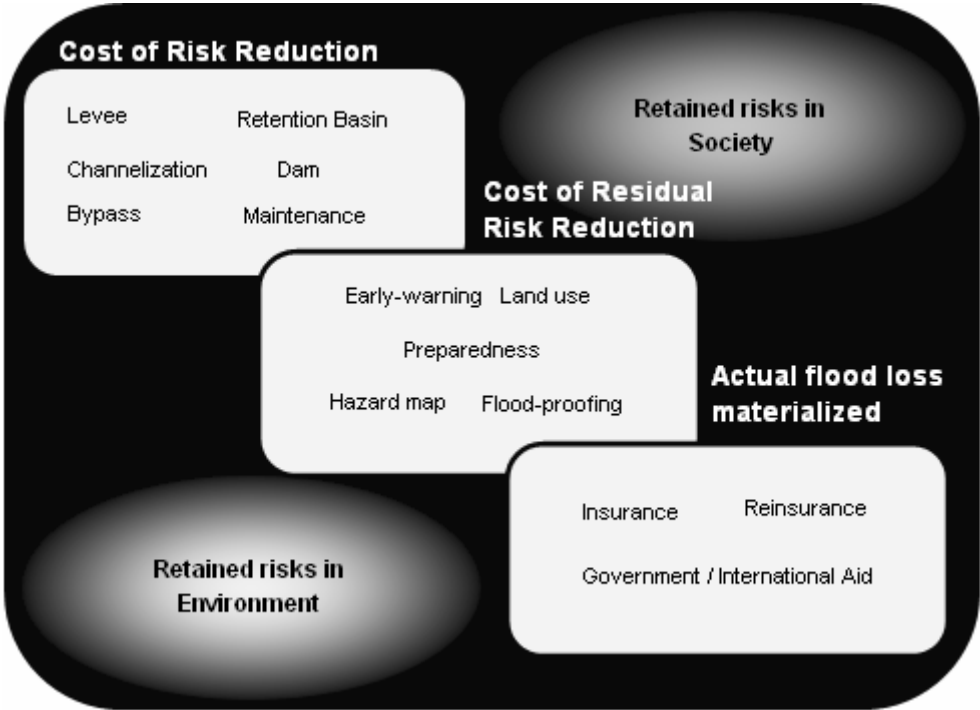 Cost of Risk Reduction
Levee Retention Basin
Channelization Dam
Bypass Maintenance
Retained risks in
Society
Cost of Residual
Risk Reduction
Early-warning Land use
Preparedness
Hazard map Flood-proofing
Actual flood loss
materialized
Insurance Reinsurance
Government / International Aid
Retained risks in
Environment